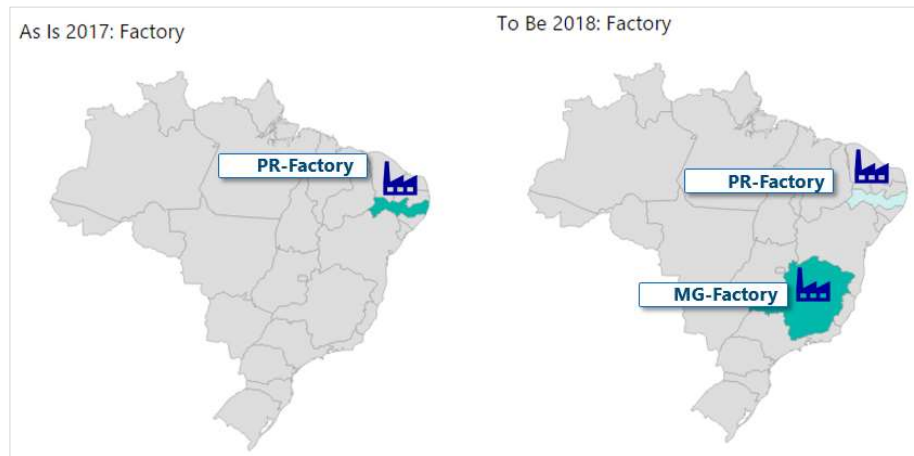 As Is 2017: Factory
PR-Factory
To Be 2018: Factory
PR-Factory
MG-Factory